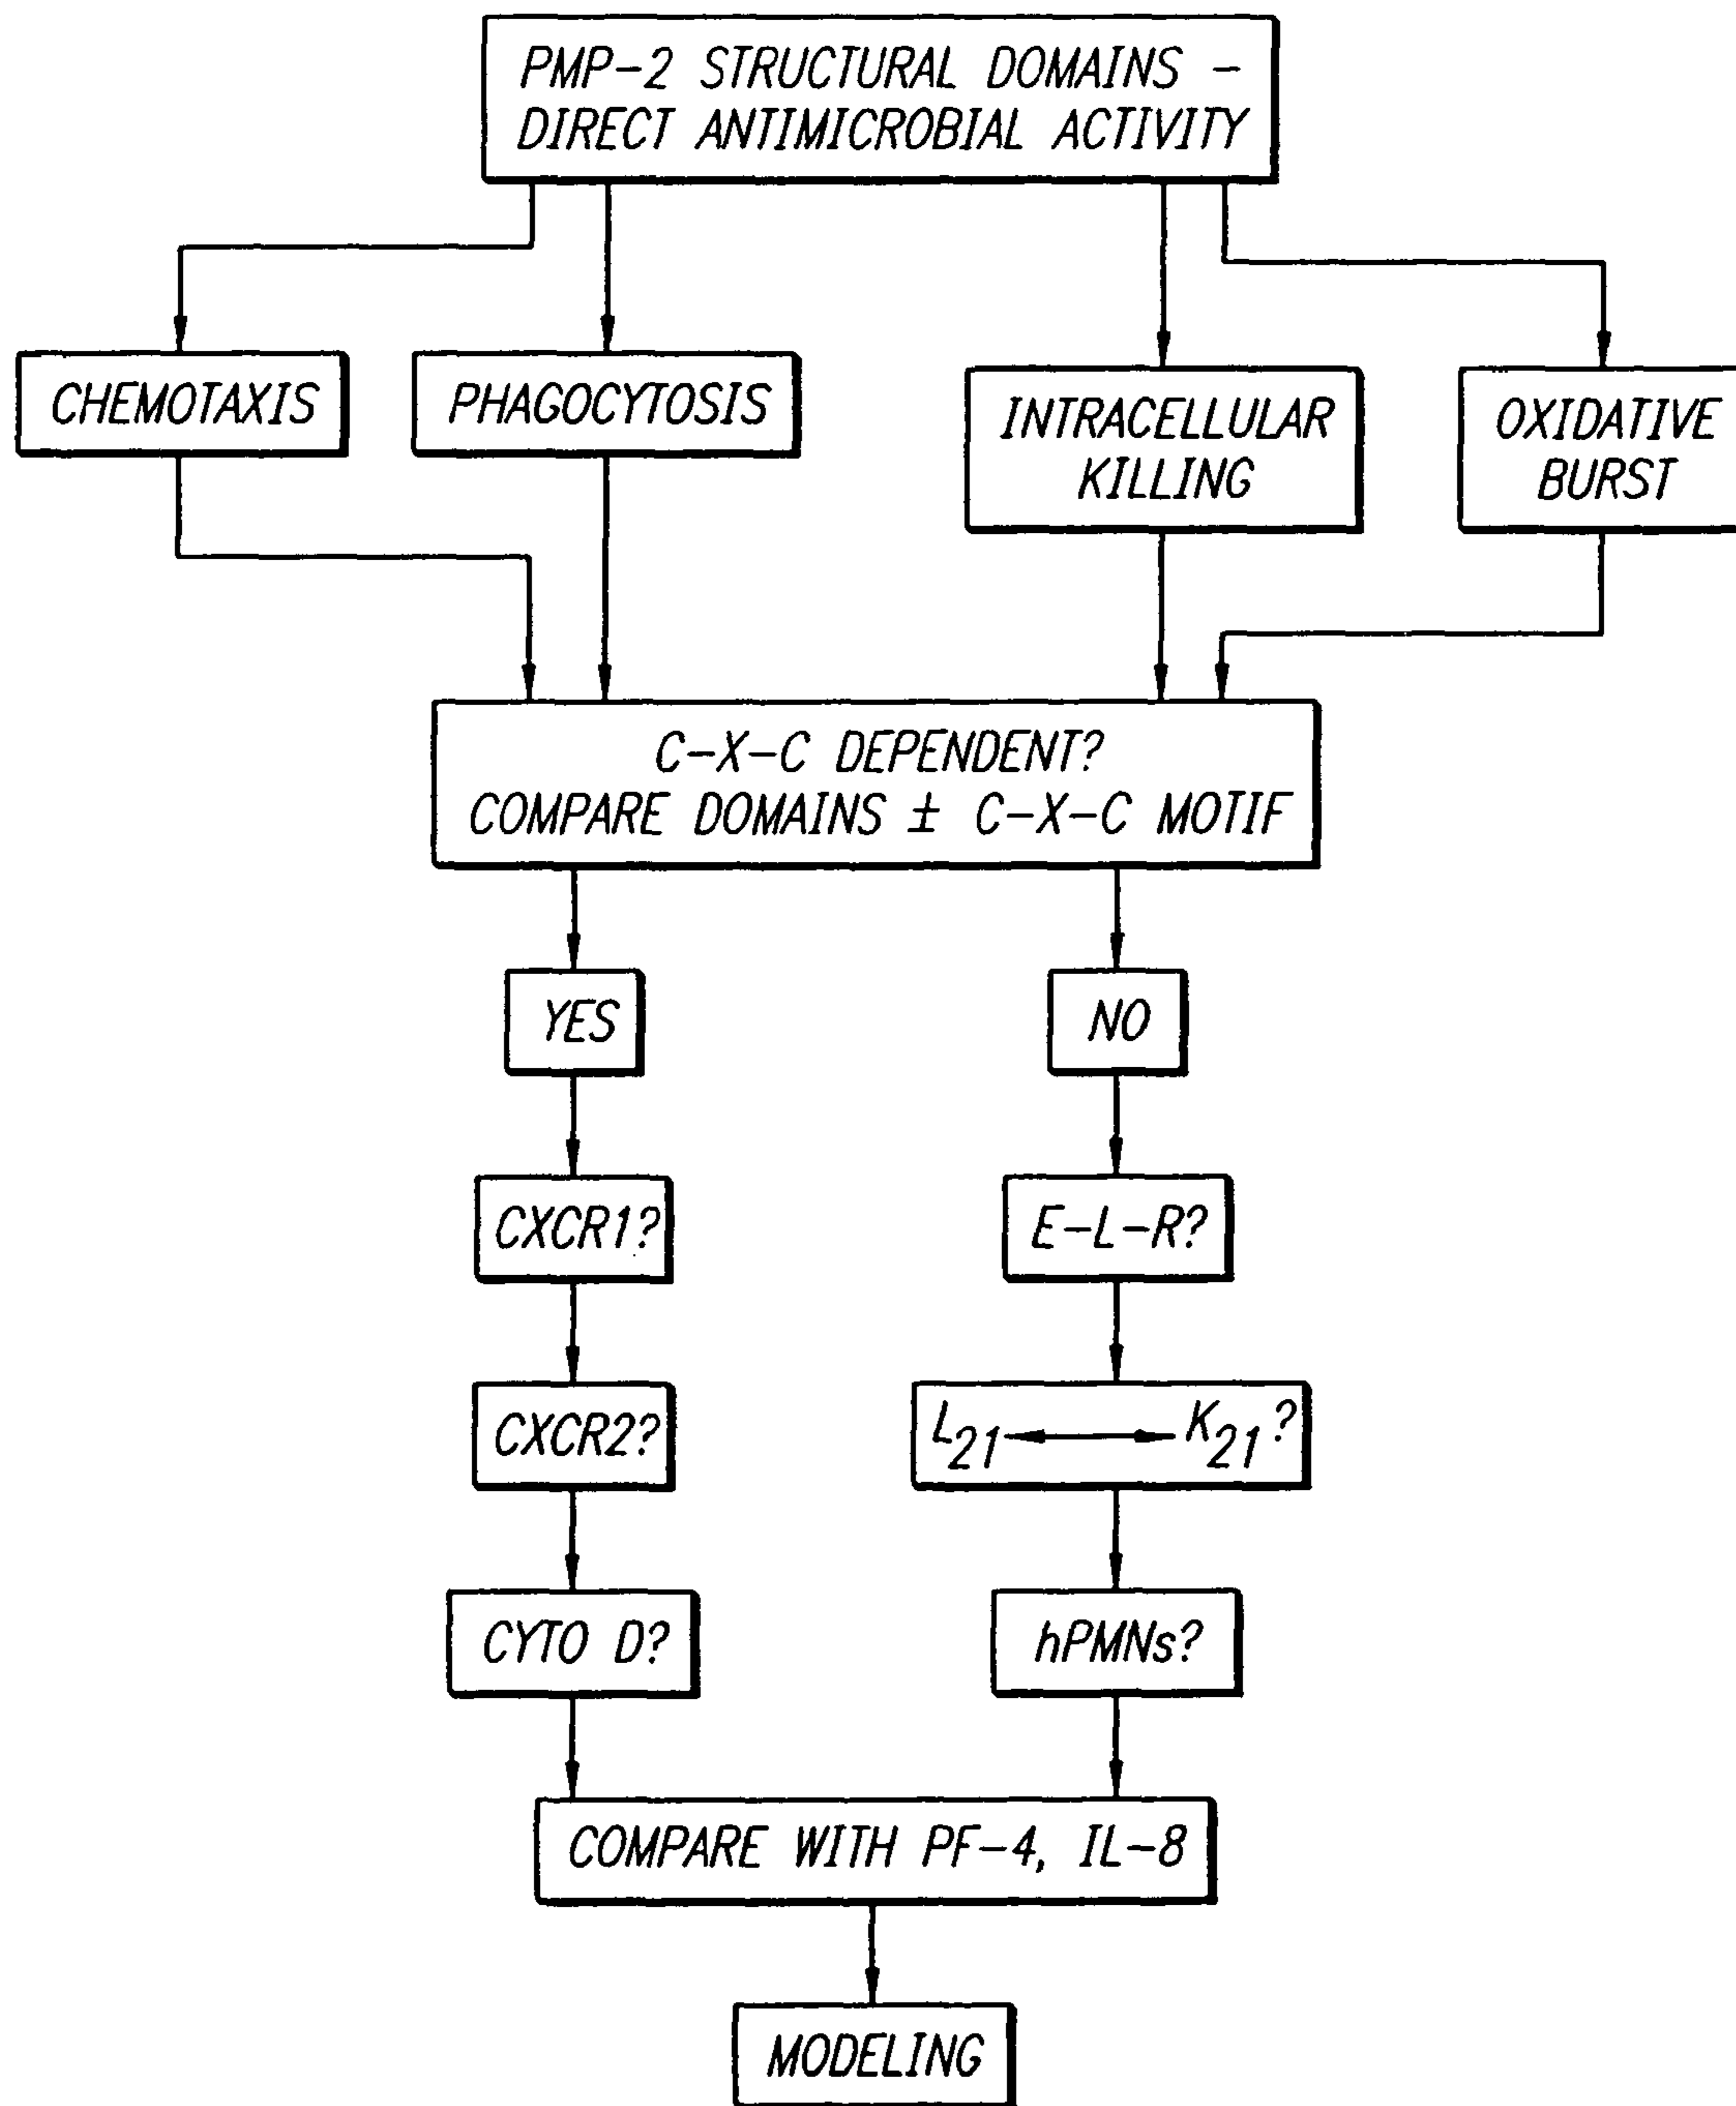 PMP-2 STRUCTURAL DOMAINS -
DIRECT ANTIMICROBIAL ACTIVITY
CHEMOTAXIS
PHAGOCYTOSIS
INTRACELLULAR
KILLING
OXIDATIVE
BURST
C-X-C DEPENDENT?
COMPARE DOMAINS ± C-X-C MOTIF
YES
NO
CXCR1?
E-L-R?
CXCR2?
L21 ↔ K21?
CYTO D?
hPMNs?
COMPARE WITH PF-4, IL-8
MODELING